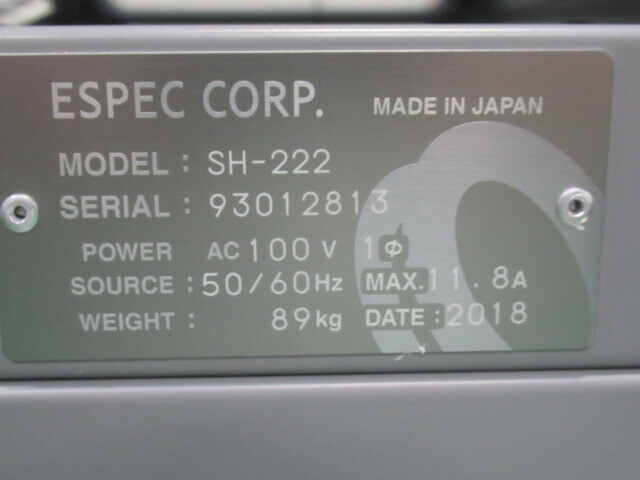 ESPEC CORP. MADE IN JAPAN
MODEL : SH-222
SERIAL : 93012813
POWER AC 100 V 1Φ
SOURCE : 50/60Hz MAX. 11.8A
WEIGHT : 89kg DATE : 2018